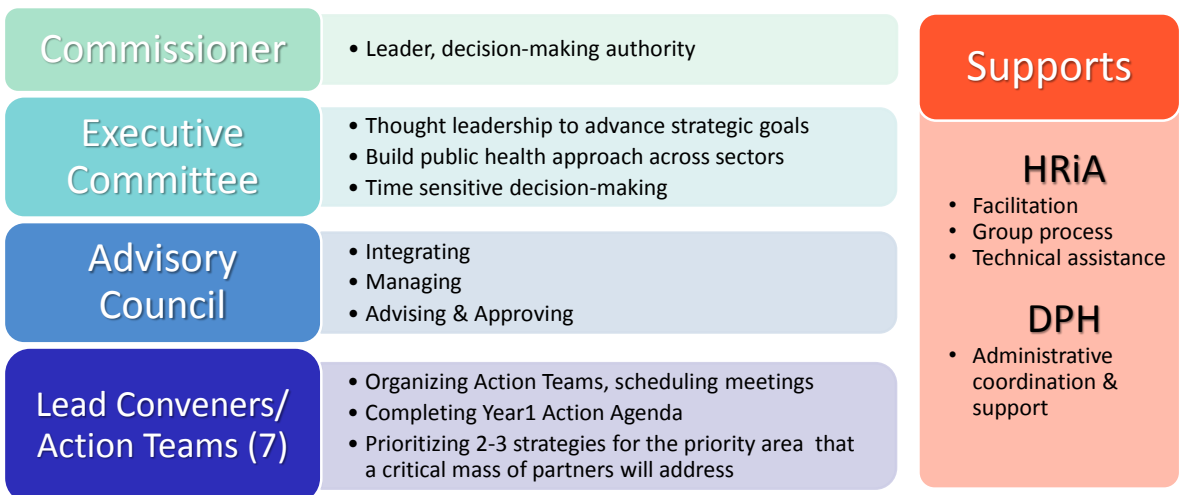 Commissioner
• Leader, decision-making authority
Executive
Committee
• Thought leadership to advance strategic goals
• Build public health approach across sectors
• Time sensitive decision-making
Advisory
Council
• Integrating
• Managing
• Advising & Approving
Lead Conveners/
Action Teams (7)
• Organizing Action Teams, scheduling meetings
• Completing Year1 Action Agenda
• Prioritizing 2-3 strategies for the priority area that
a critical mass of partners will address
Supports
HRiA
• Facilitation
• Group process
• Technical assistance
DPH
• Administrative
coordination &
support